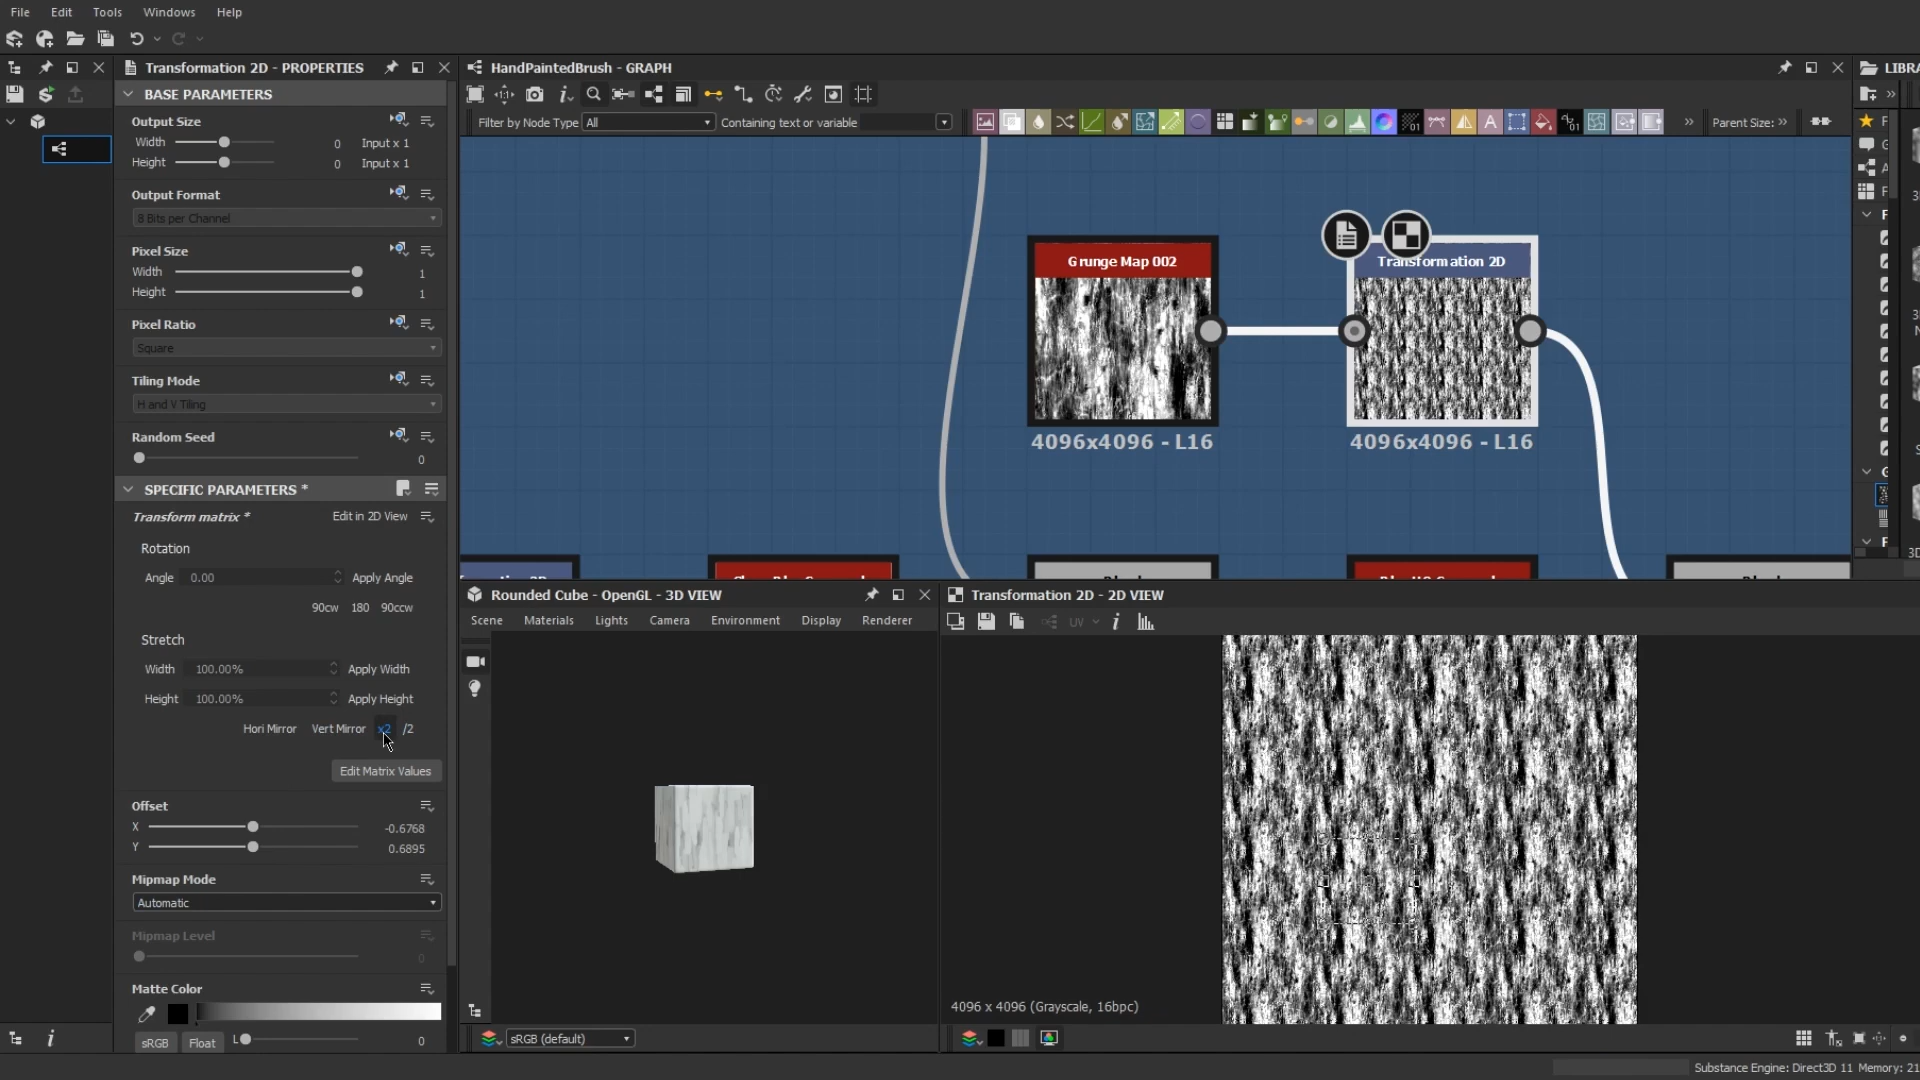 File Edit Tools Windows Help
Transformation 2D - PROPERTIES
HandPaintedBrush - GRAPH
BASE PARAMETERS
Filter by Node Type All Containing text or variable Parent Size:
Output Size
Width 0 Input x 1
Height 0 Input x 1
Output Format
8 Bits per Channel
Pixel Size
Width 1
Height 1
Pixel Ratio
Square
Tiling Mode
H and V Tiling
Random Seed
0
SPECIFIC PARAMETERS *
Transform matrix * Edit in 2D View
Rotation
Angle 0.00 Apply Angle
90cw 180 90ccw
Stretch
Width 100.00% Apply Width
Height 100.00% Apply Height
Hori Mirror Vert Mirror x2 /2
Edit Matrix Values
Offset
X -0.6768
Y 0.6895
Mipmap Mode
Automatic
Mipmap Level
0
Matte Color
sRGB Float L 0
Grunge Map 002
4096x4096 - L16
Transformation 2D
4096x4096 - L16
Rounded Cube - OpenGL - 3D VIEW
Scene Materials Lights Camera Environment Display Renderer
sRGB (default)
Transformation 2D - 2D VIEW
UV
4096 x 4096 (Grayscale, 16bpc)
Substance Engine: Direct3D 11 Memory: 21